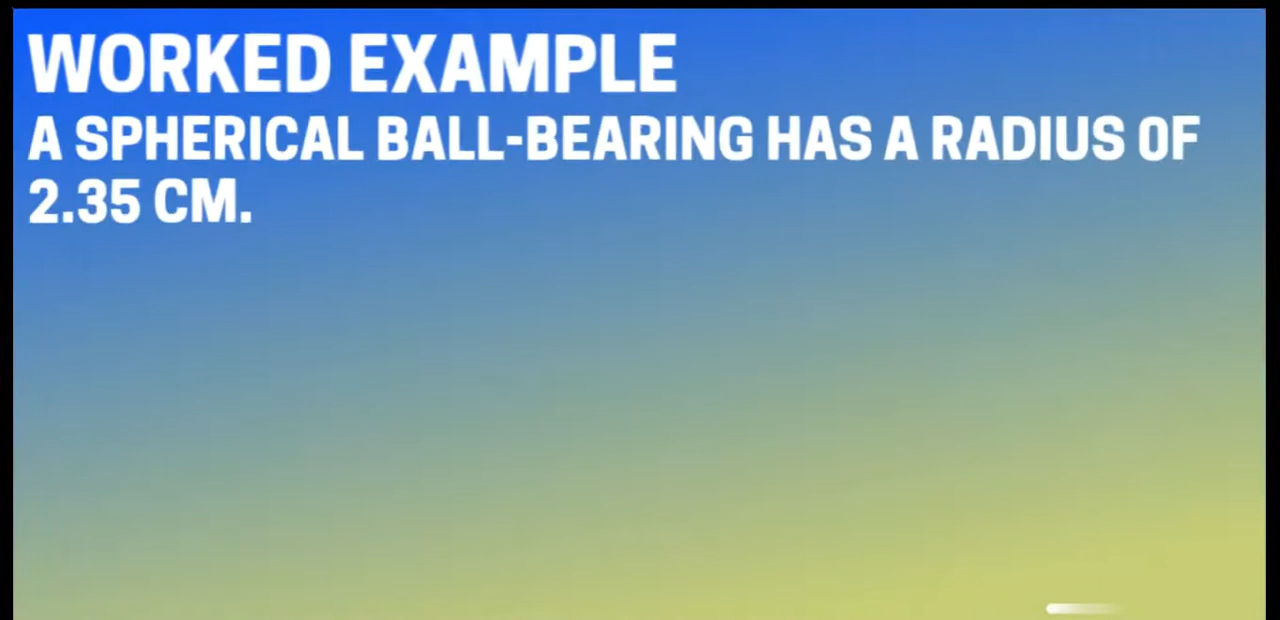 WORKED EXAMPLE
A SPHERICAL BALL-BEARING HAS A RADIUS OF
2.35 CM.